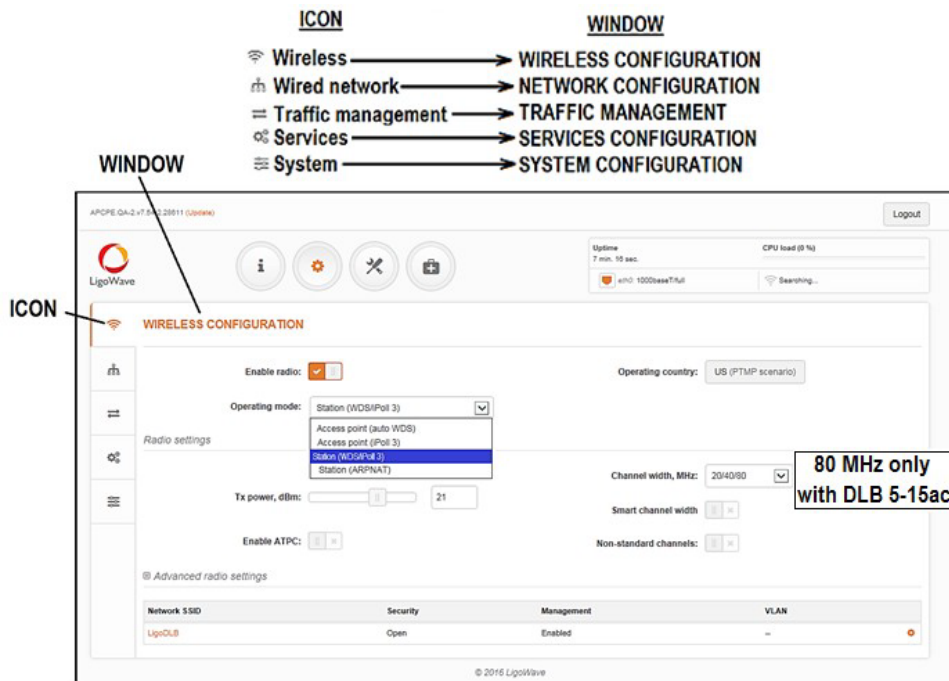 ICON WINDOW
Wireless WIRELESS CONFIGURATION
Wired network NETWORK CONFIGURATION
Traffic management TRAFFIC MANAGEMENT
Services SERVICES CONFIGURATION
System SYSTEM CONFIGURATION
WINDOW
(Update) Logout
Uptime CPU load (0 %)
7 min. 16 sec.
LigoWave
eth0: 1000baseT/full Searching...
ICON
WIRELESS CONFIGURATION
Enable radio: Operating country: US (PTMP scenario)
Operating mode: Station (WDS/iPoll 3)
Access point (auto WDS)
Radio settings
Access point (iPoll 3)
Station (WDS/iPoll 3)
Station (ARPNAT)
Channel width, MHz: 20/40/80
80 MHz only
with DLB 5-15ac
Tx power, dBm: 21
Smart channel width
Enable ATPC: Non-standard channels:
Advanced radio settings
Network SSID Security Management VLAN
LigoDLB Open Enabled –
© 2016 LigoWave